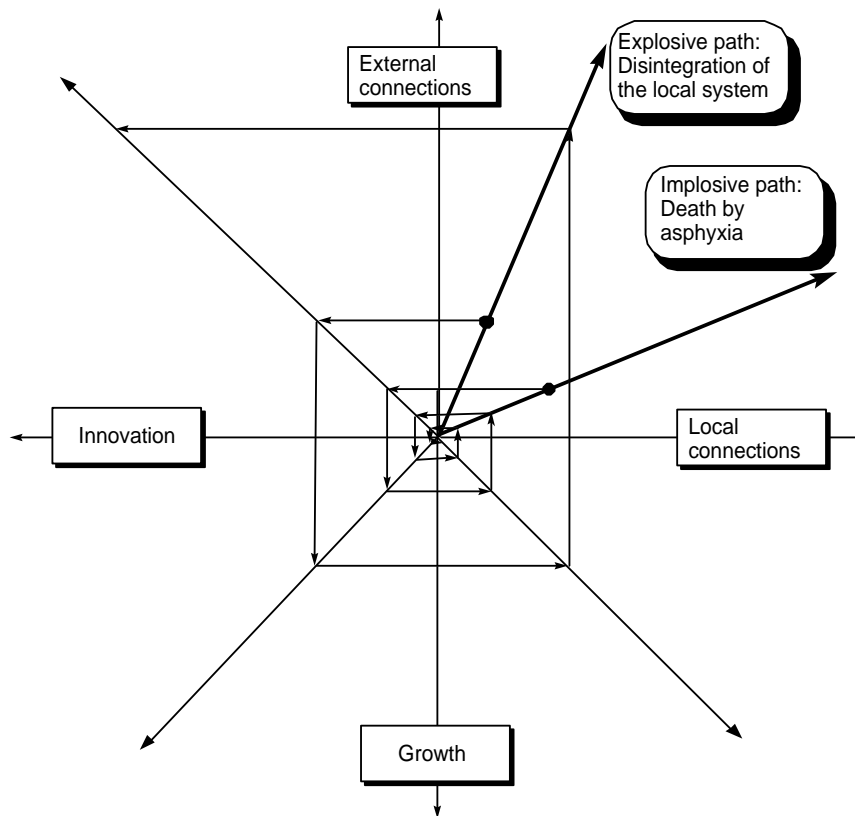 External
connections
Explosive path:
Disintegration of
the local system
Implosive path:
Death by
asphyxia
Innovation
Local
connections
Growth